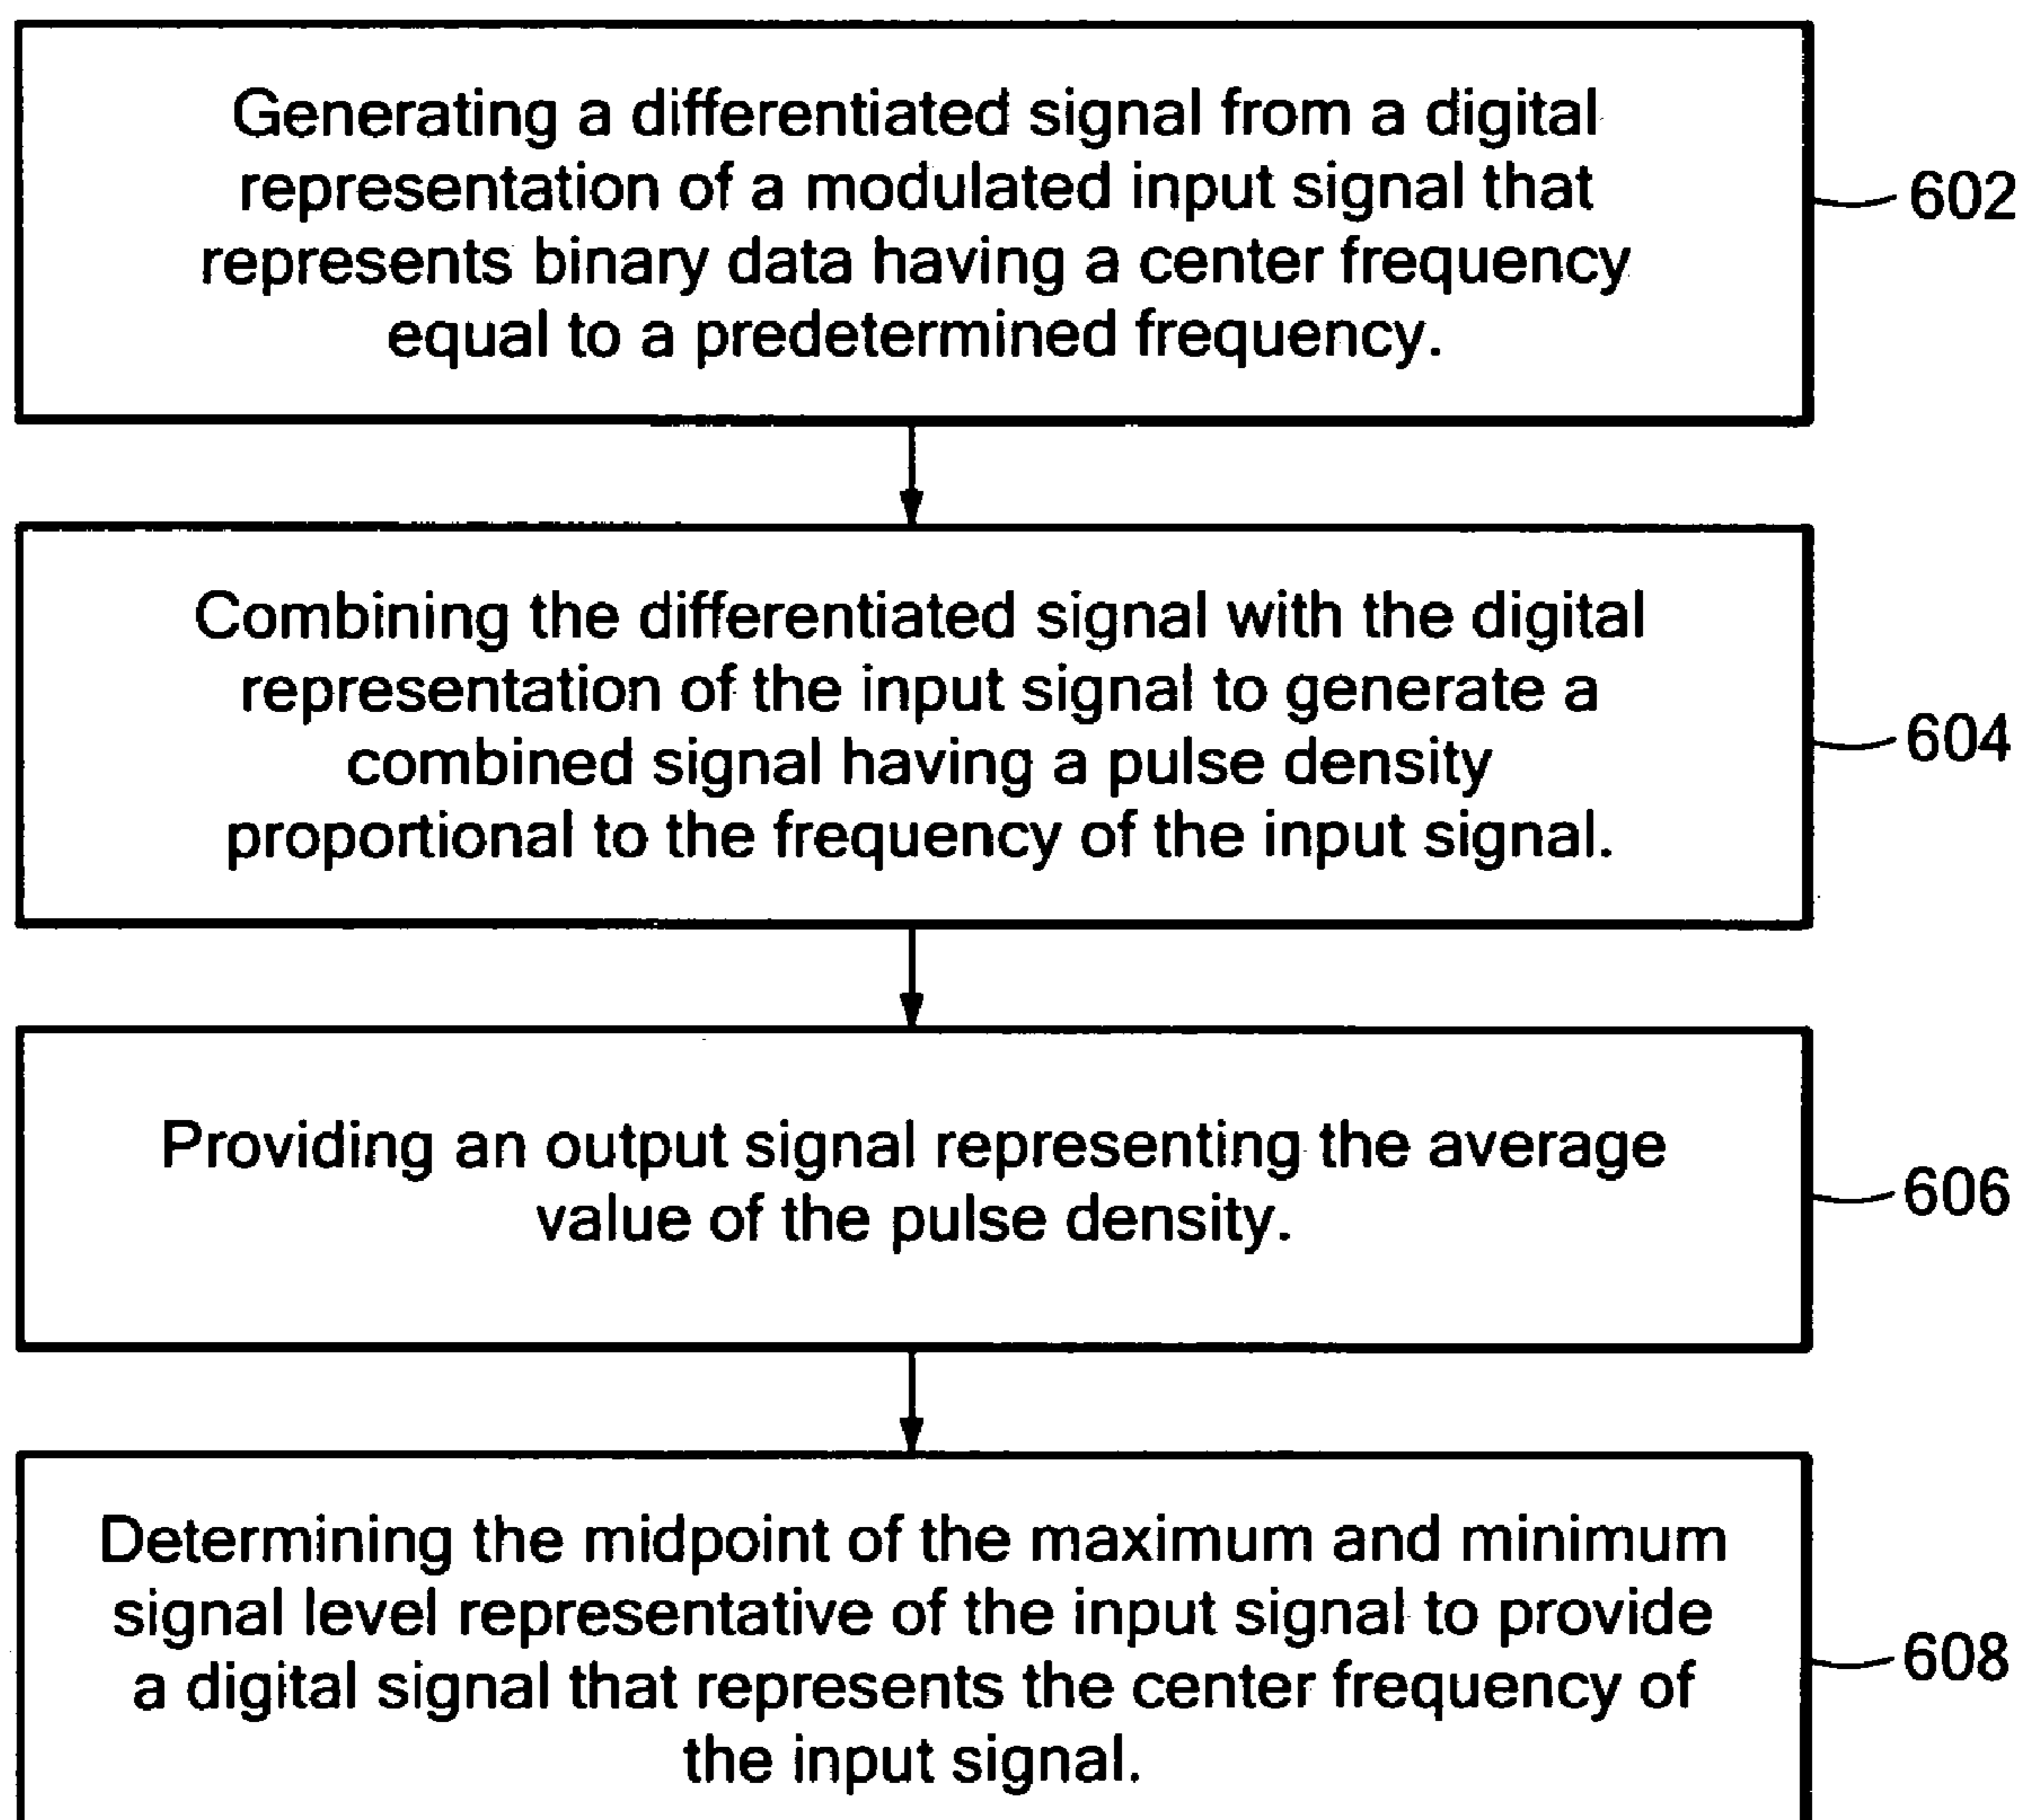 Generating a differentiated signal from a digital
representation of a modulated input signal that
represents binary data having a center frequency
equal to a predetermined frequency.
602
Combining the differentiated signal with the digital
representation of the input signal to generate a
combined signal having a pulse density
proportional to the frequency of the input signal.
604
Providing an output signal representing the average
value of the pulse density.
606
Determining the midpoint of the maximum and minimum
signal level representative of the input signal to provide
a digital signal that represents the center frequency of
the input signal.
608